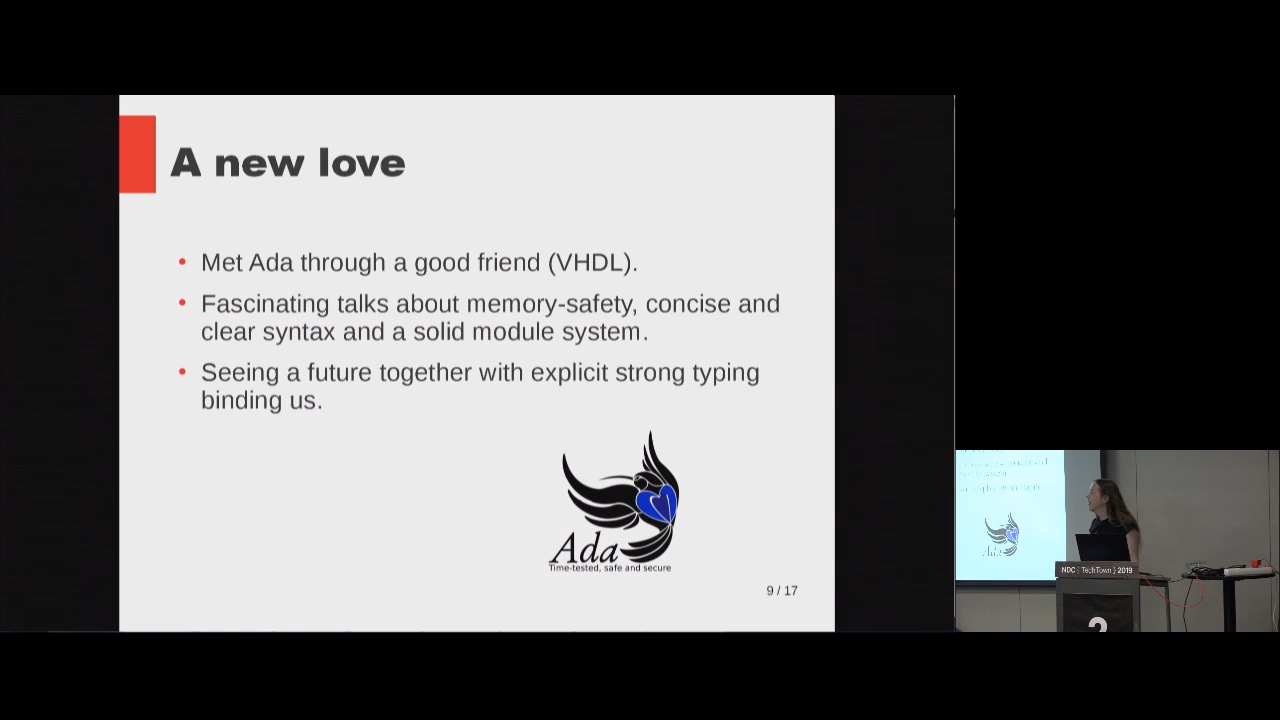 A new love
• Met Ada through a good friend (VHDL).
• Fascinating talks about memory-safety, concise and
clear syntax and a solid module system.
• Seeing a future together with explicit strong typing
binding us.
Ada
Time-tested, safe and secure
9 / 17
Ada
NDC { TechTown } 2019
2